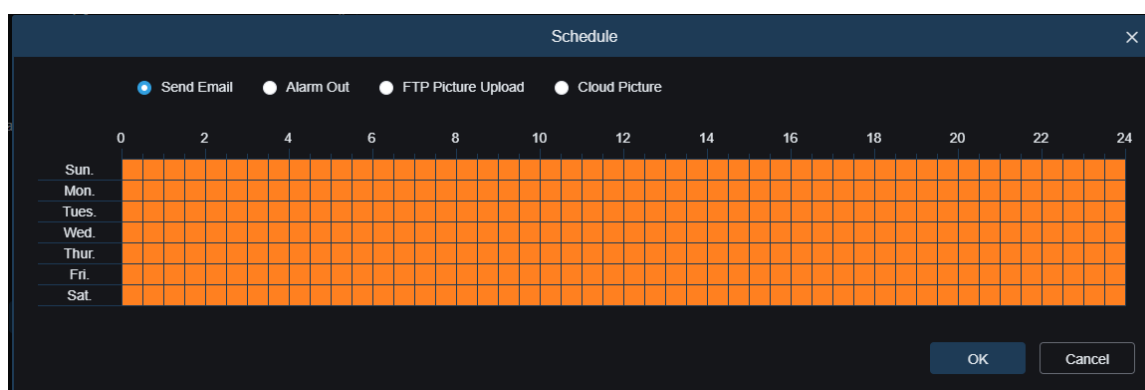 Schedule
Send Email Alarm Out FTP Picture Upload Cloud Picture
0 2 4 6 8 10 12 14 16 18 20 22 24
Sun.
Mon.
Tues.
Wed.
Thur.
Fri.
Sat.
OK Cancel